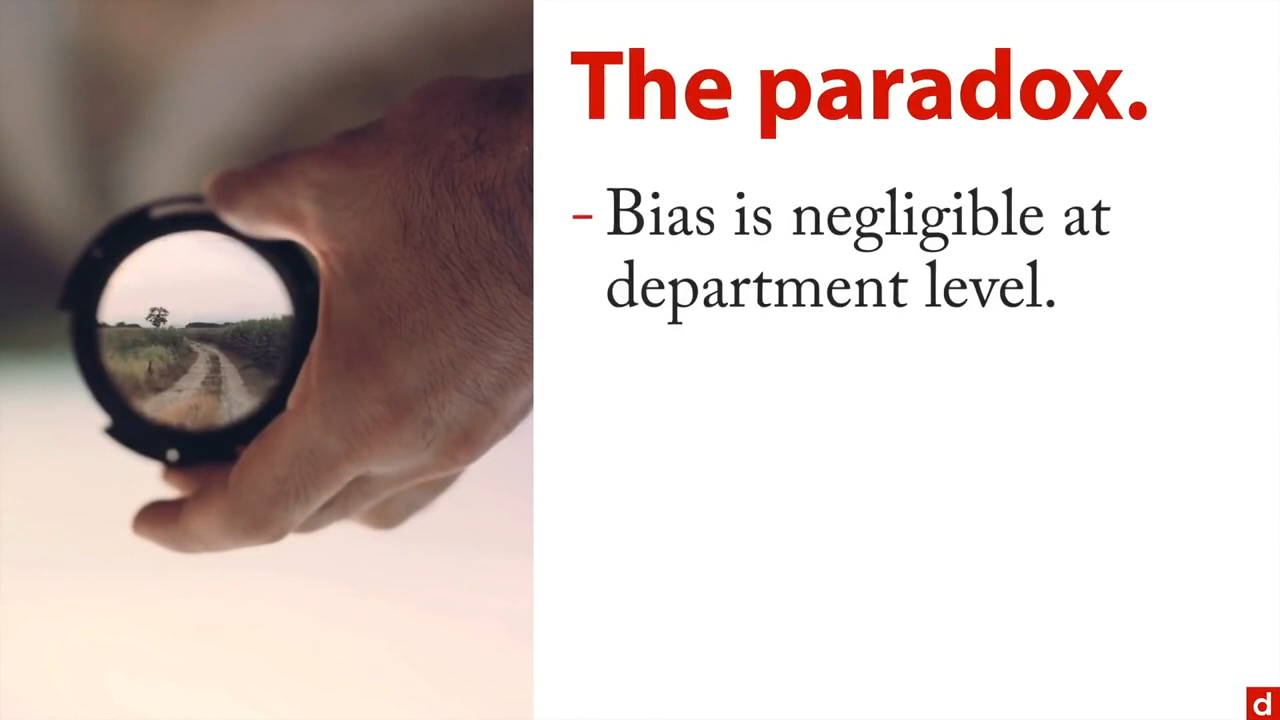 The paradox.
- Bias is negligible at
department level.
d